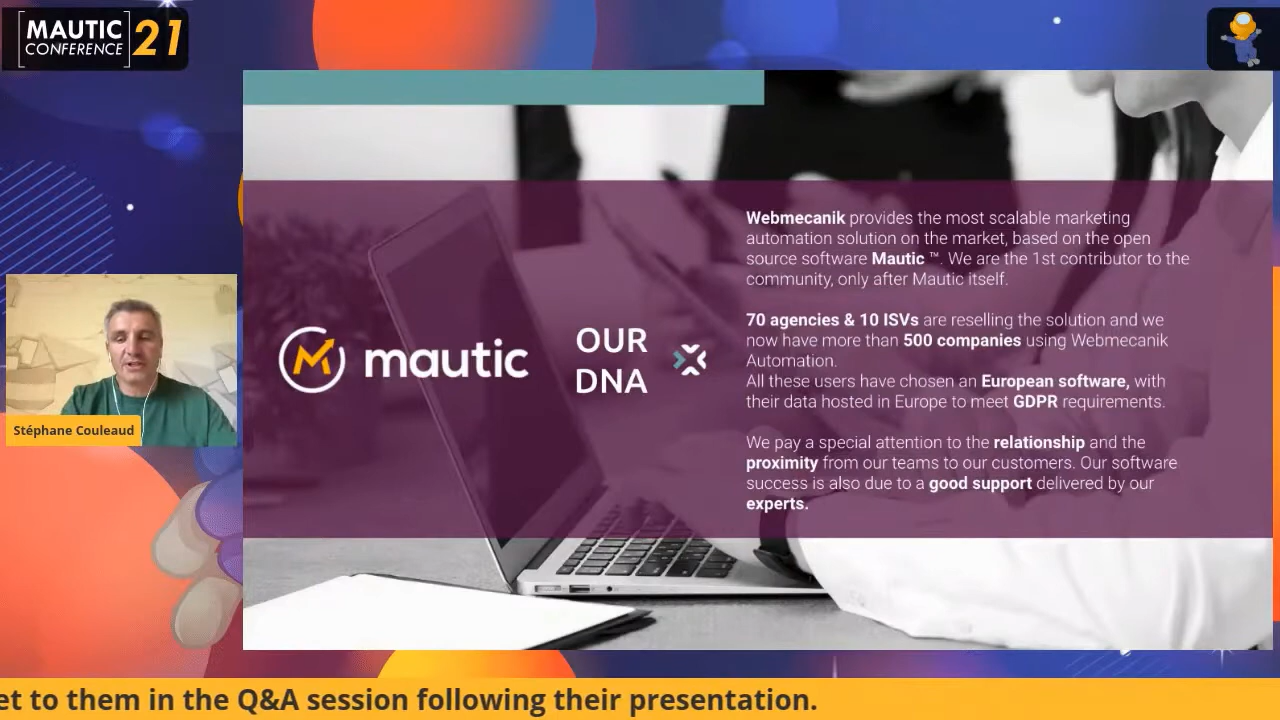 MAUTIC
CONFERENCE
21
Webmecanik provides the most scalable marketing
automation solution on the market, based on the open
source software Mautic ™. We are the 1st contributor to the
community, only after Mautic itself.
70 agencies & 10 ISVs are reselling the solution and we
now have more than 500 companies using Webmecanik
Automation.
All these users have chosen an European software, with
their data hosted in Europe to meet GDPR requirements.
We pay a special attention to the relationship and the
proximity from our teams to our customers. Our software
success is also due to a good support delivered by our
experts.
mautic
OUR
DNA
Stéphane Couleaud
to them in the Q&A session following their presentation.